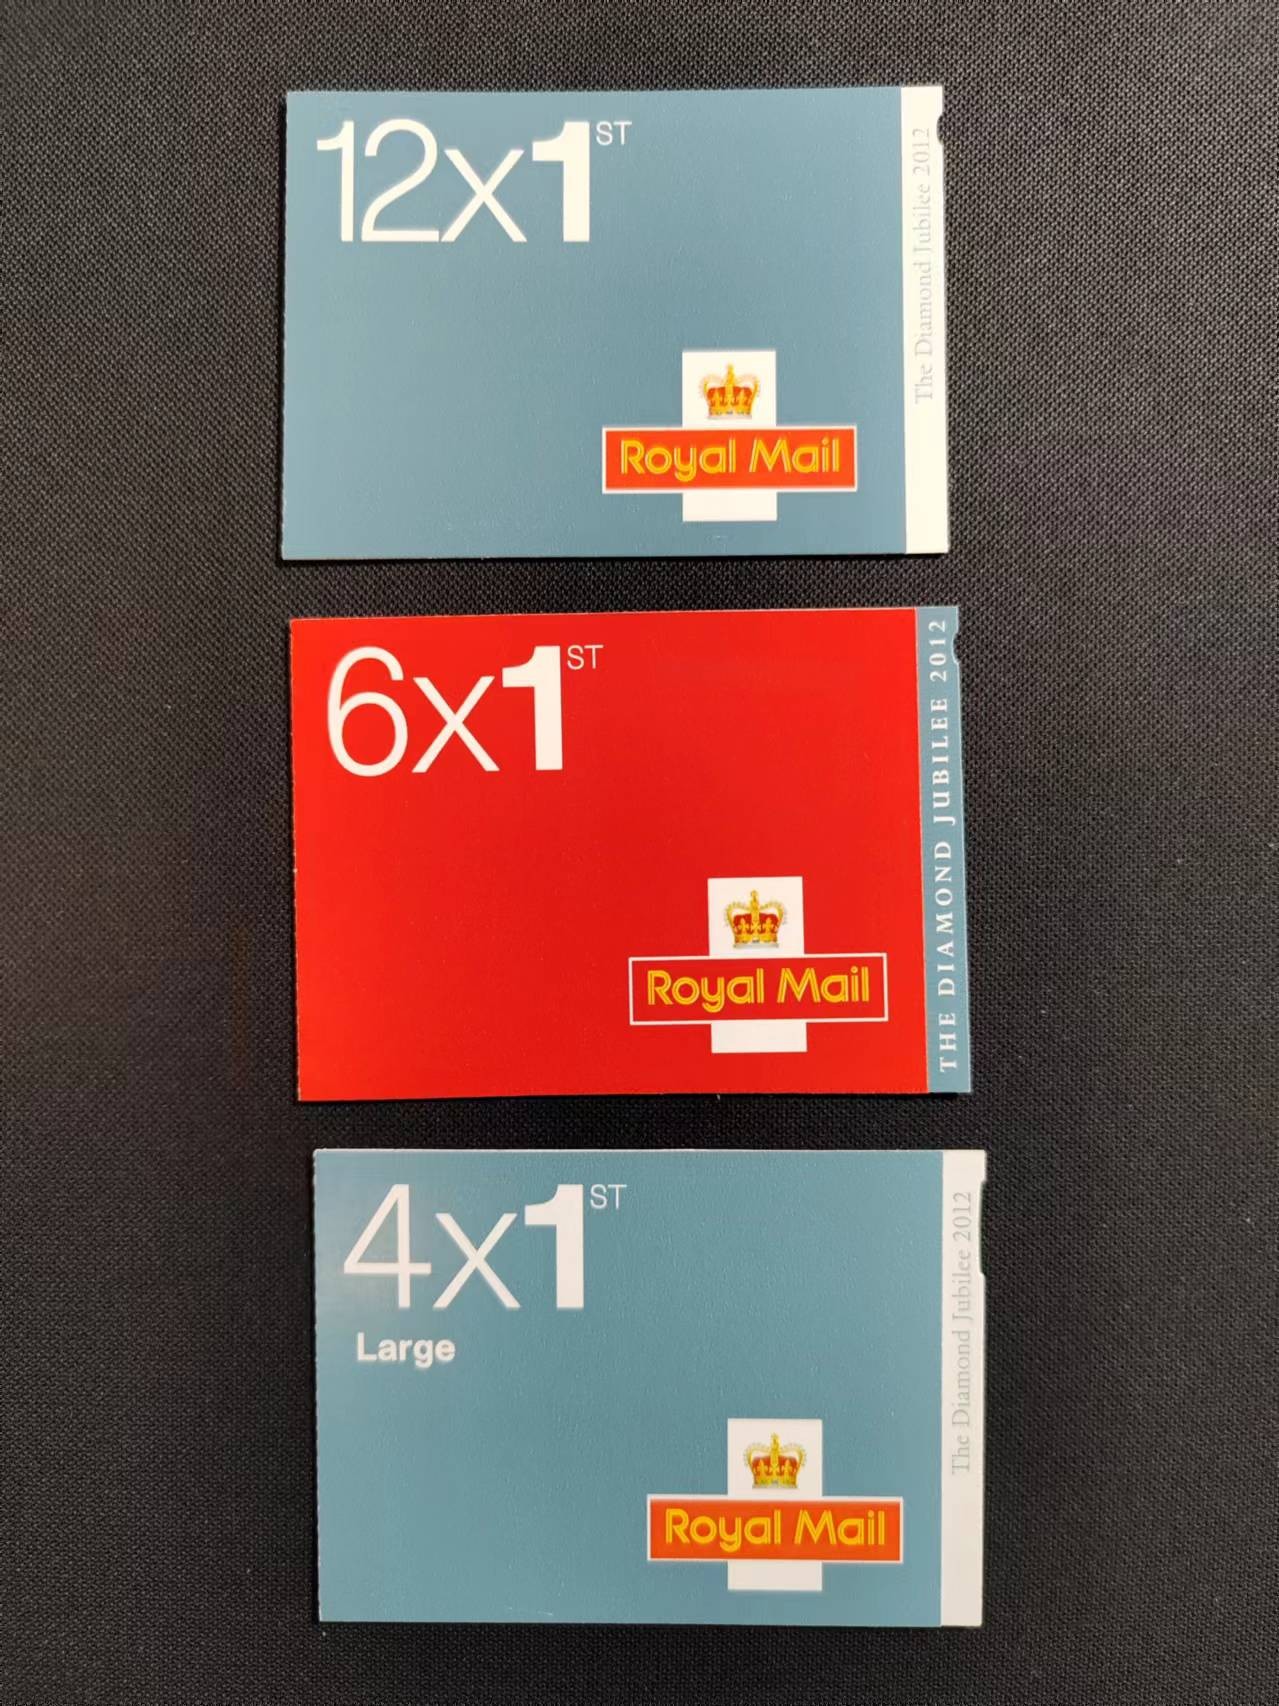 12x1ST
Royal Mail
The Diamond Jubilee 2012
6x1ST
Royal Mail
THE DIAMOND JUBILEE 2012
4x1ST
Large
Royal Mail
The Diamond Jubilee 2012